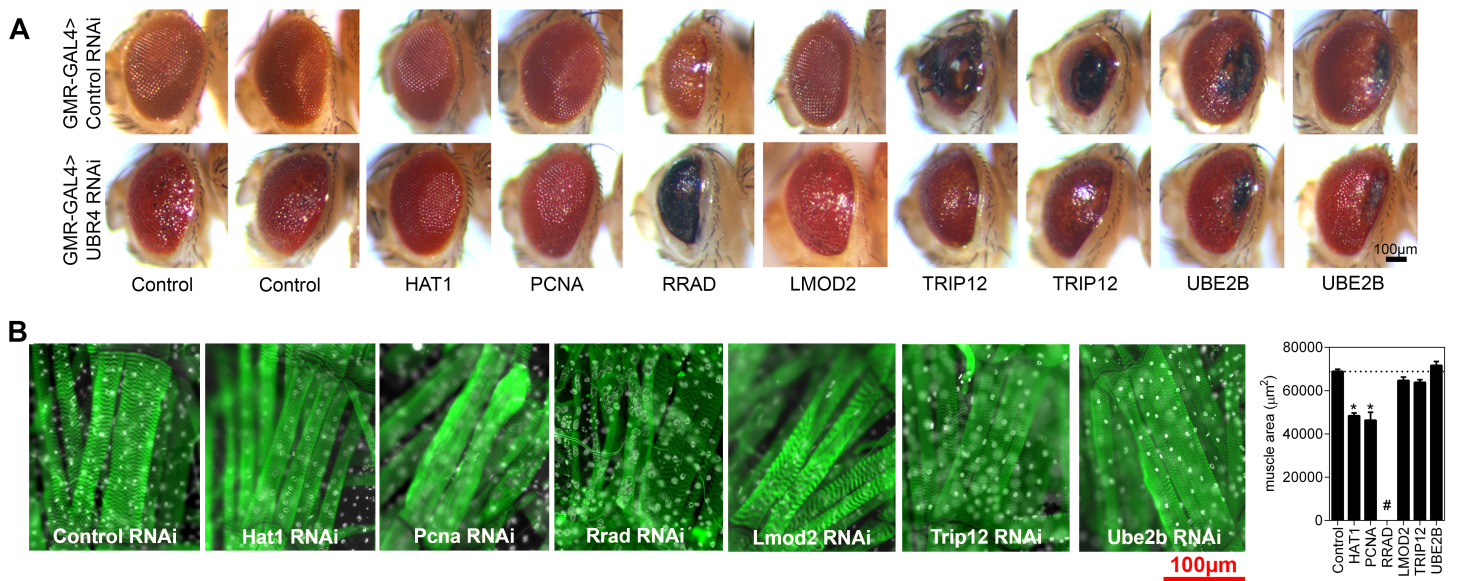 A
GMR-GAL4>
Control RNAi
GMR-GAL4>
UBR4 RNAi
100µm
Control
Control
HAT1
PCNA
RRAD
LMOD2
TRIP12
TRIP12
UBE2B
UBE2B
B
Control RNAi
Hat1 RNAi
Pcna RNAi
Rrad RNAi
Lmod2 RNAi
Trip12 RNAi
Ube2b RNAi
100µm
muscle area (µm²)
80000
60000
40000
20000
0
* *
#
Control
HAT1
PCNA
RRAD
LMOD2
TRIP12
UBE2B